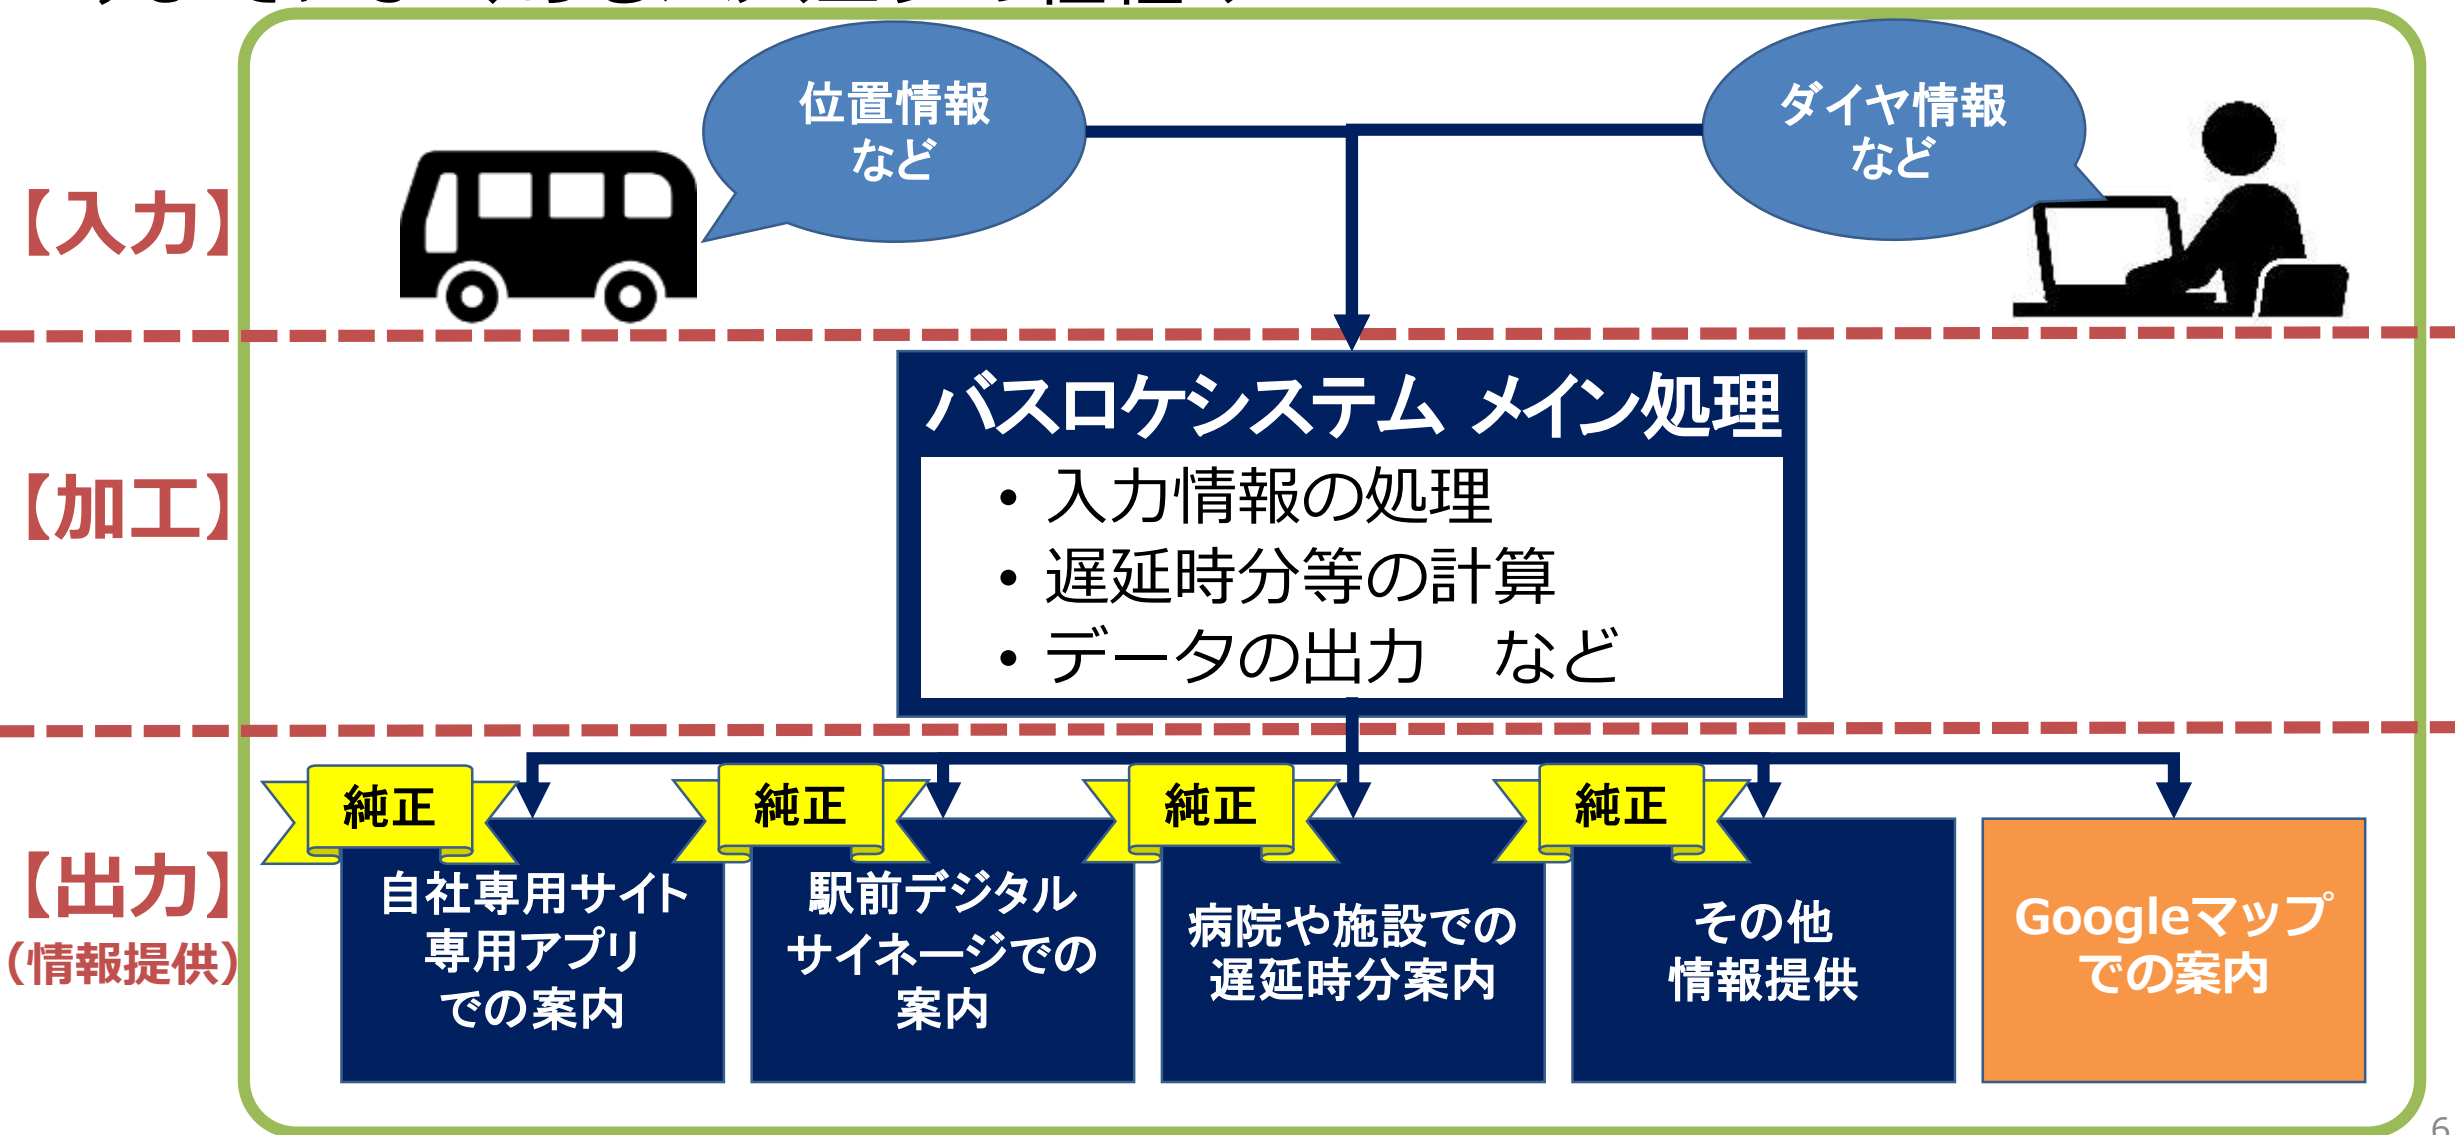 位置情報
など
ダイヤ情報
など
【入力】
バスロケシステム メイン処理
• 入力情報の処理
• 遅延時分等の計算
• データの出力　など
【加工】
純正
純正
純正
純正
【出力】
（情報提供）
自社専用サイト
専用アプリ
での案内
駅前デジタル
サイネージでの
案内
病院や施設での
遅延時分案内
その他
情報提供
Googleマップ
での案内
6